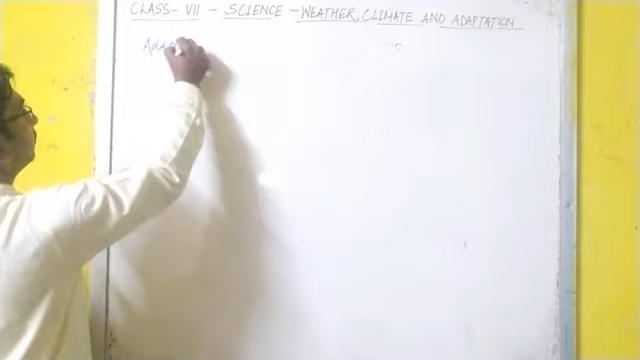 CLASS- VII - SCIENCE - WEATHER, CLIMATE AND ADAPTATION